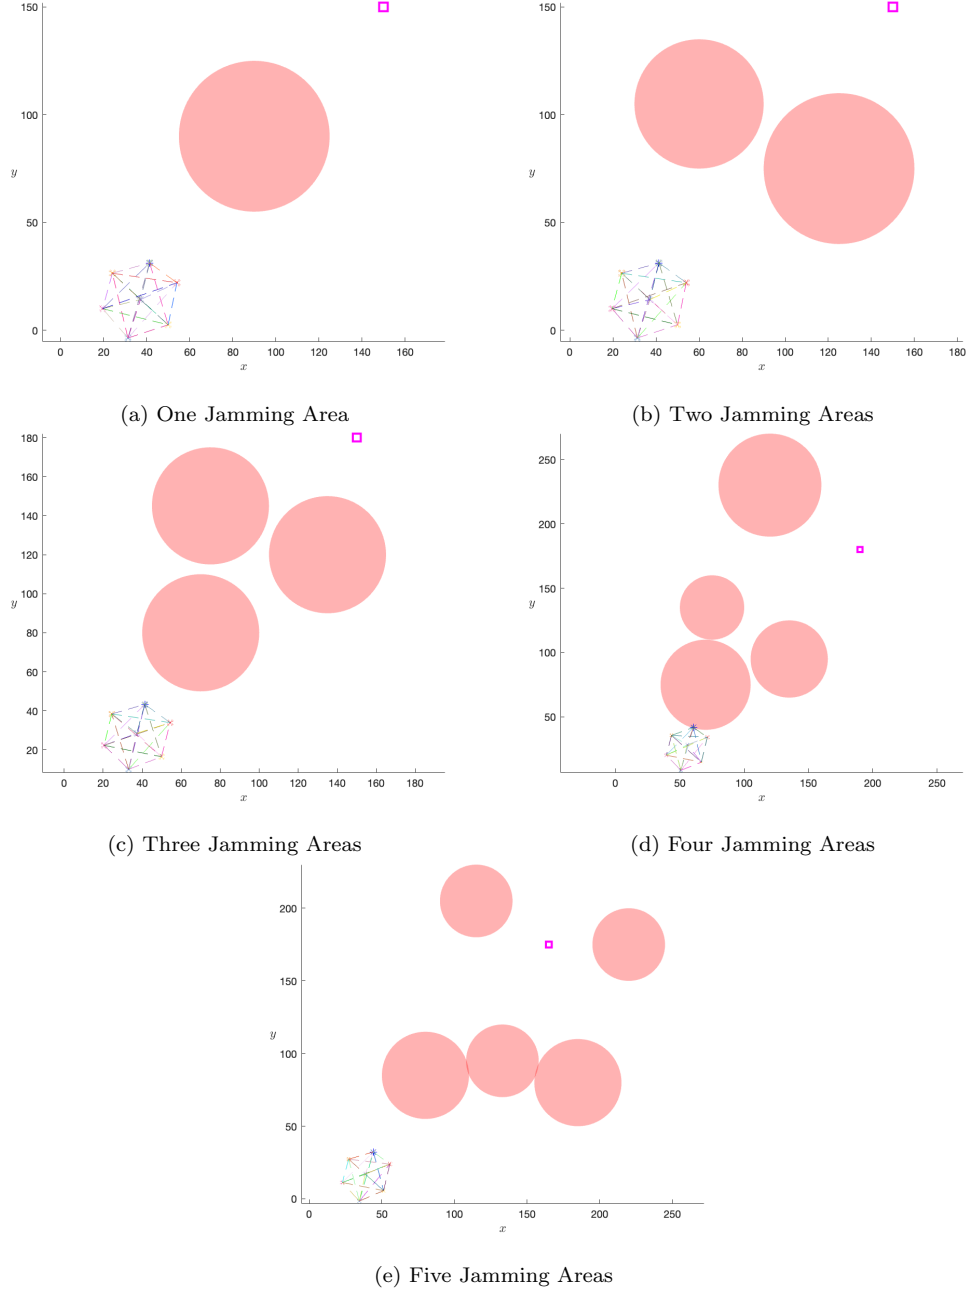 150
100
50
0
y
0 20 40 60 80 100 120 140 160
x
(a) One Jamming Area
150
100
50
0
y
0 20 40 60 80 100 120 140 160 180
x
(b) Two Jamming Areas
180
160
140
120
100
80
60
40
20
y
0 20 40 60 80 100 120 140 160 180
x
(c) Three Jamming Areas
250
200
150
100
50
y
0 50 100 150 200 250
x
(d) Four Jamming Areas
200
150
100
50
0
y
0 50 100 150 200 250
x
(e) Five Jamming Areas